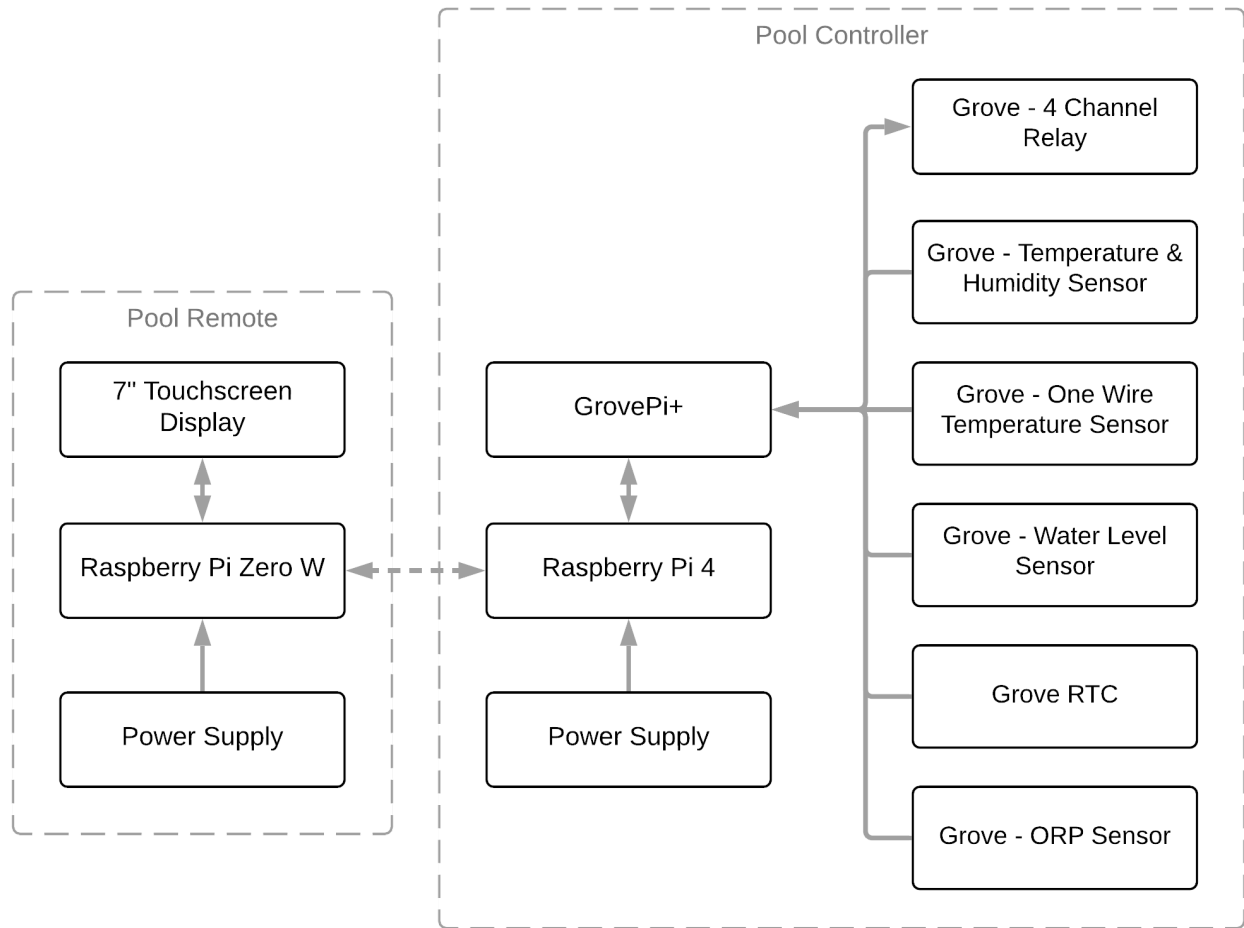 Pool Controller
Grove - 4 Channel
Relay
Grove - Temperature &
Humidity Sensor
Pool Remote
7" Touchscreen
Display
GrovePi+
Grove - One Wire
Temperature Sensor
Raspberry Pi Zero W
Raspberry Pi 4
Grove - Water Level
Sensor
Power Supply
Power Supply
Grove RTC
Grove - ORP Sensor